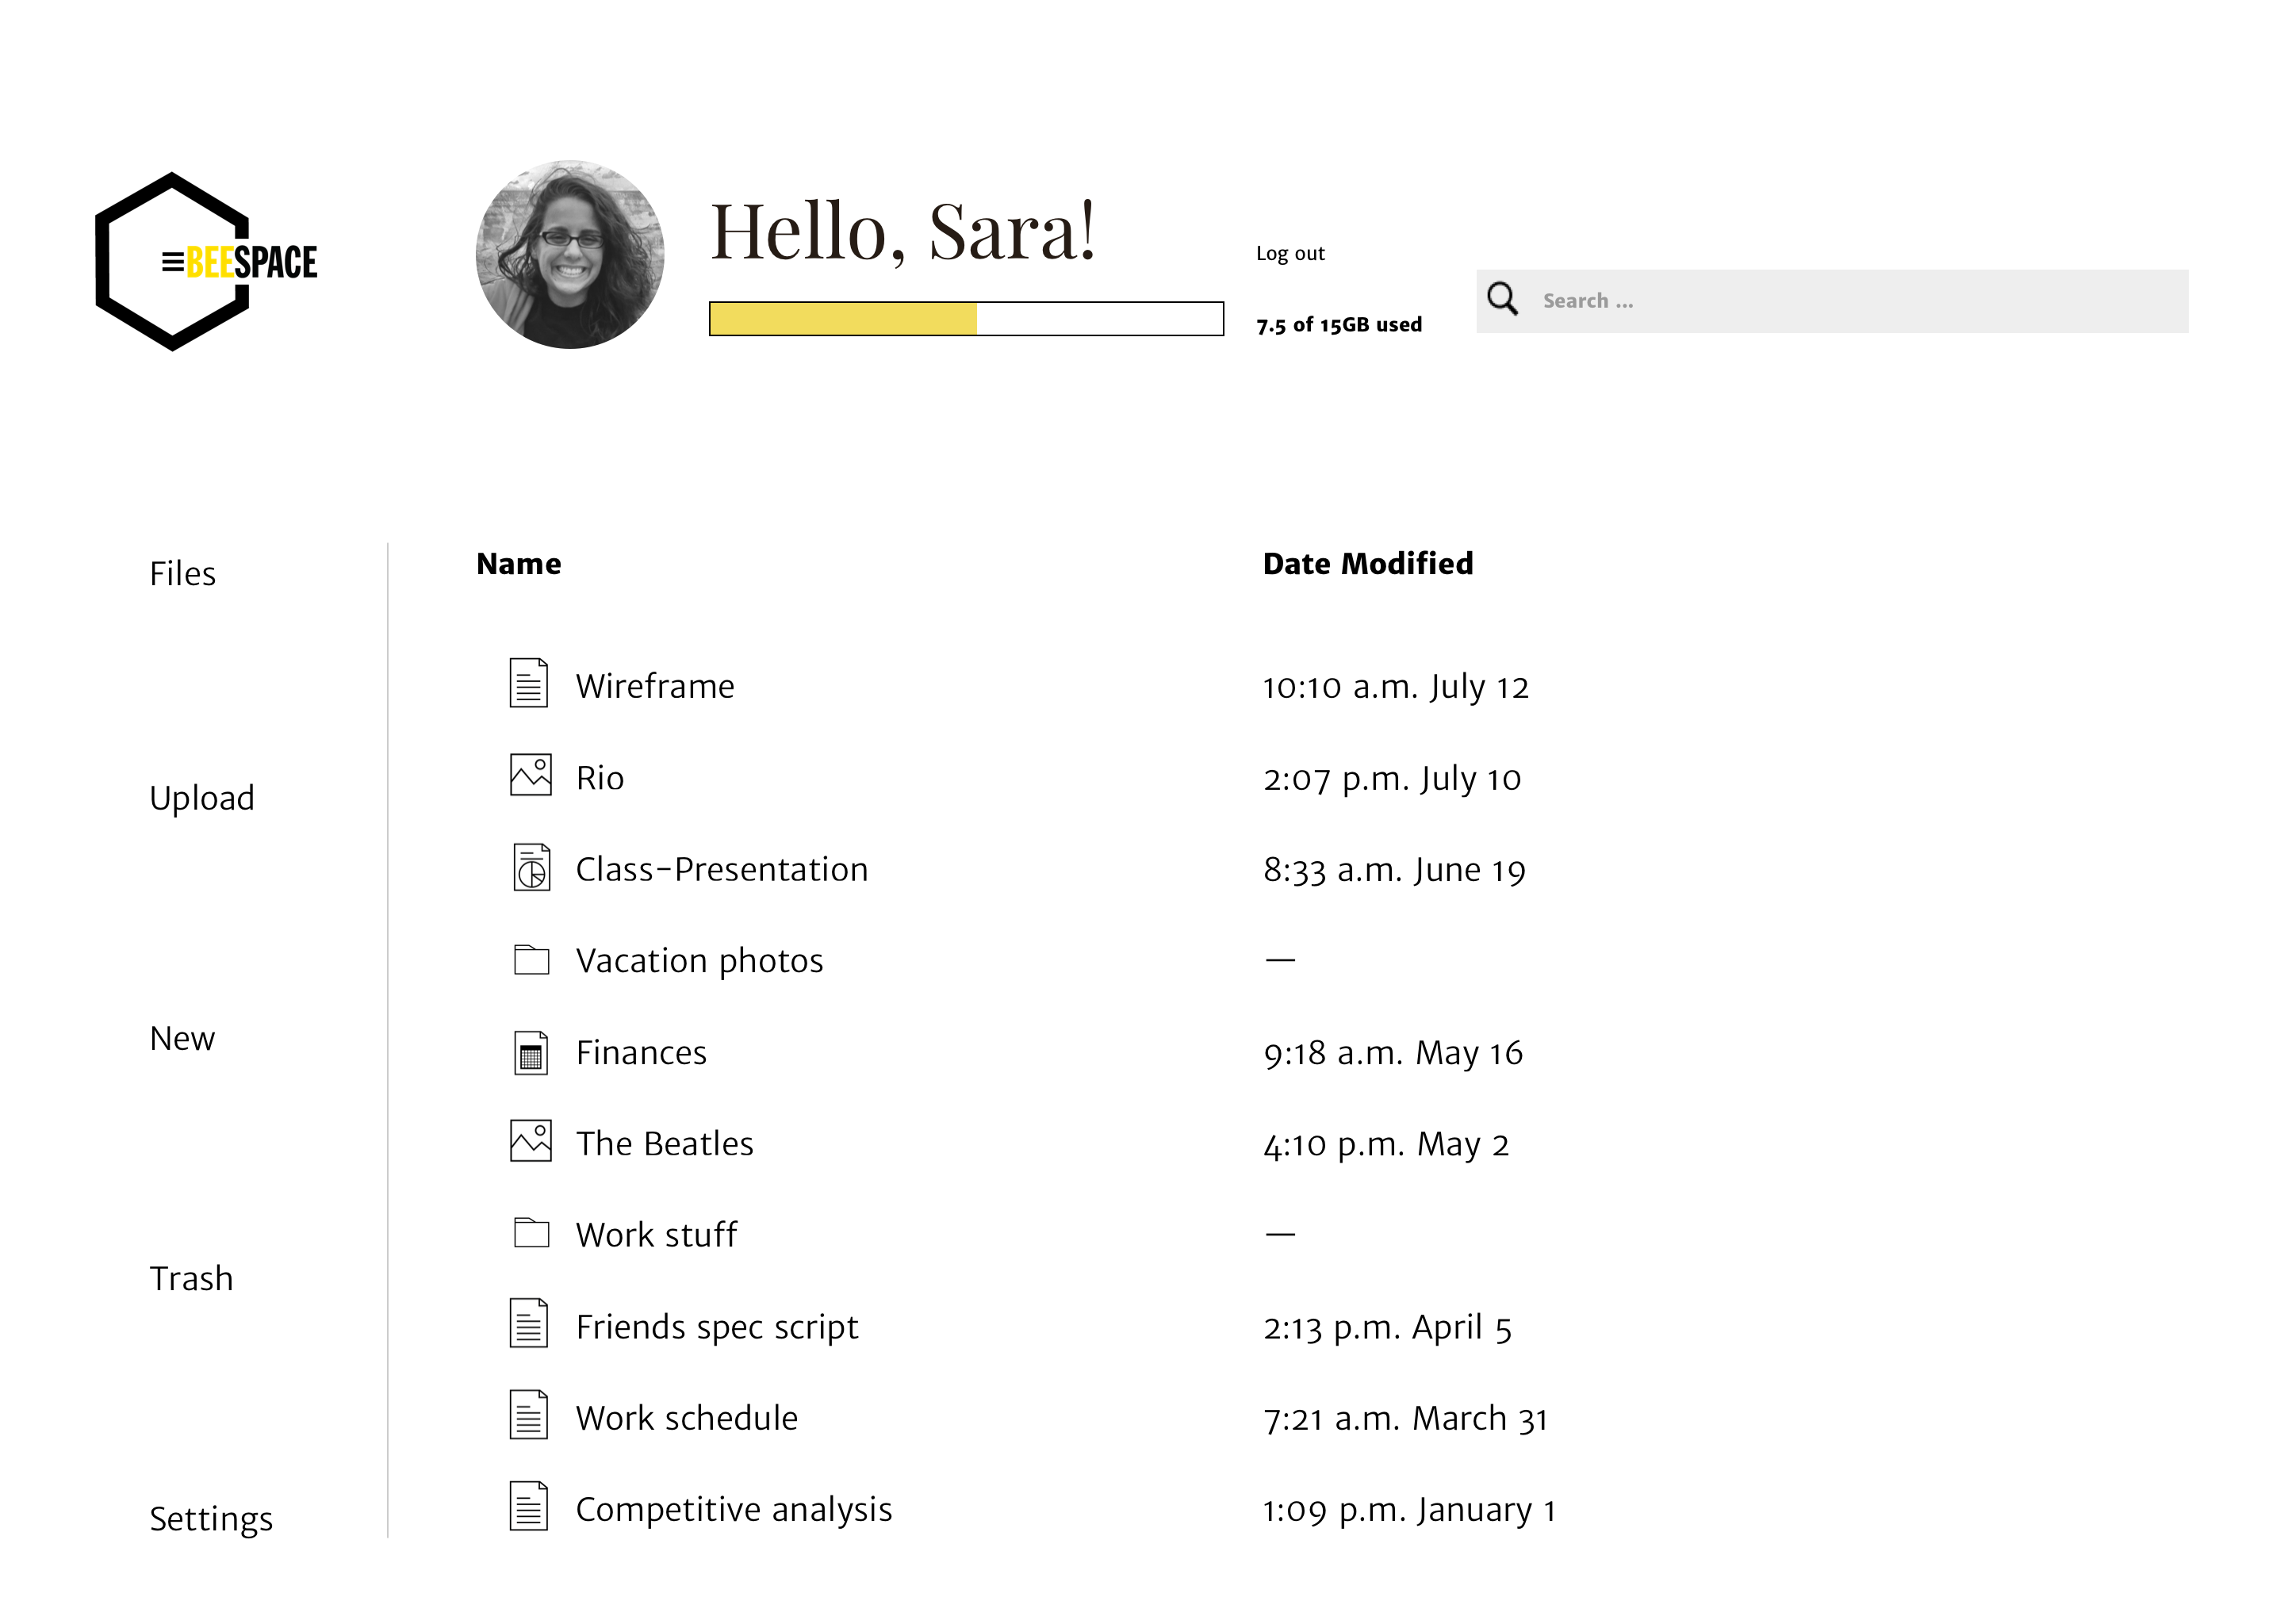 BEESPACE
Hello, Sara!
Log out
7.5 of 15GB used
Search ...
Files
Upload
New
Trash
Settings
Name Date Modified
Wireframe 10:10 a.m. July 12
Rio 2:07 p.m. July 10
Class-Presentation 8:33 a.m. June 19
Vacation photos —
Finances 9:18 a.m. May 16
The Beatles 4:10 p.m. May 2
Work stuff —
Friends spec script 2:13 p.m. April 5
Work schedule 7:21 a.m. March 31
Competitive analysis 1:09 p.m. January 1